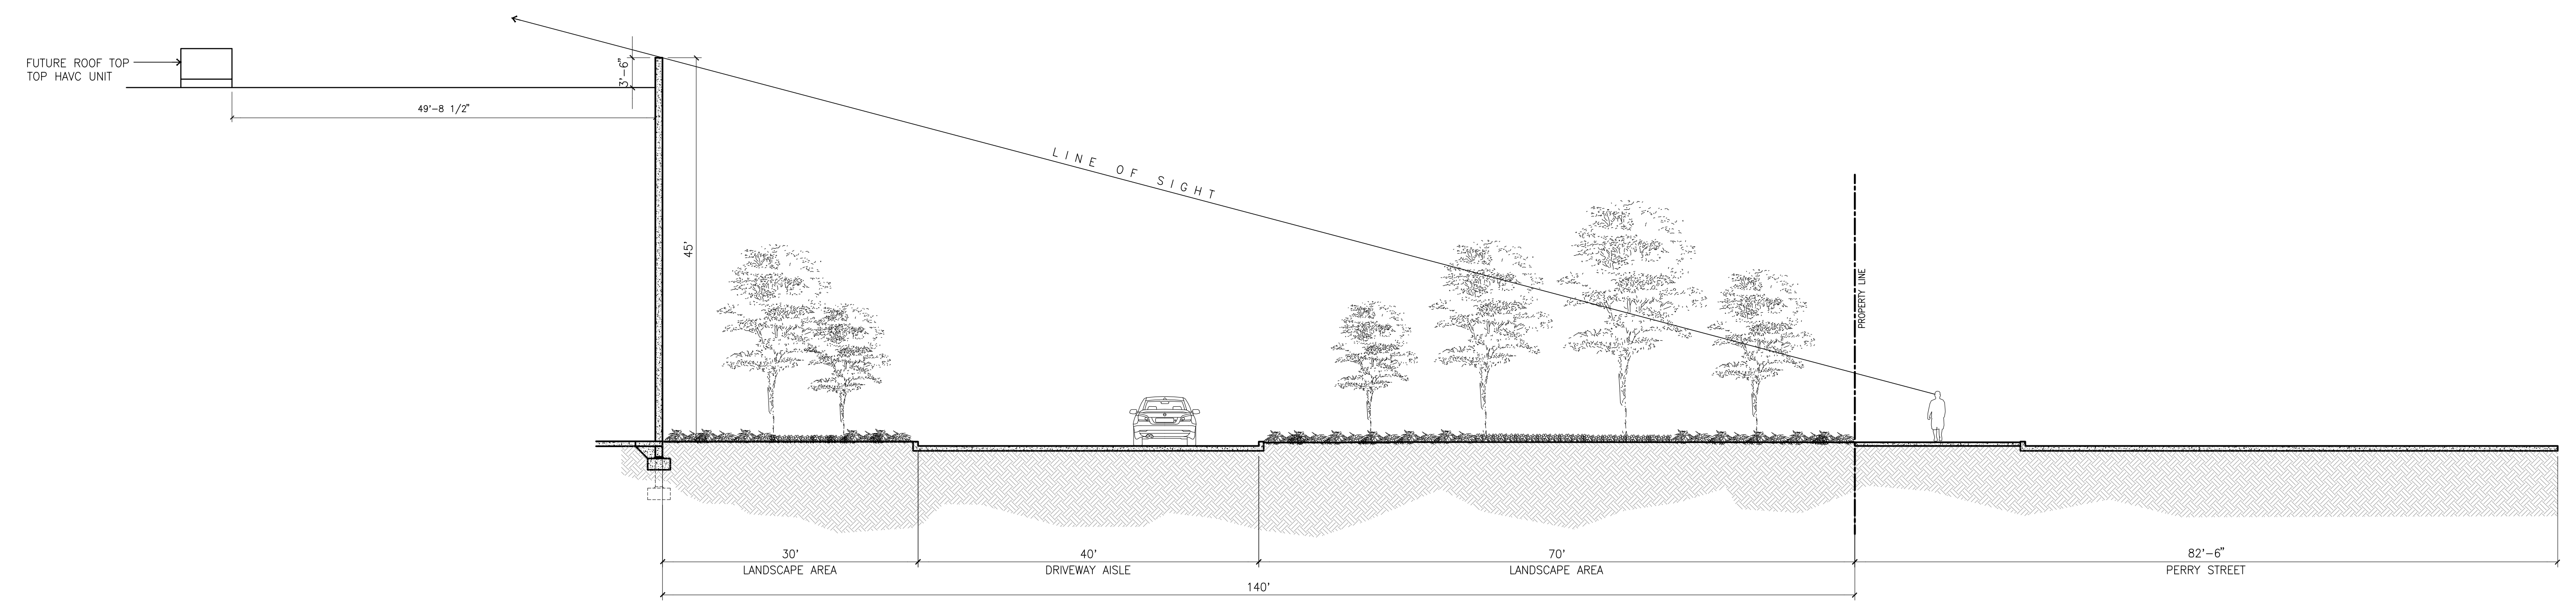 FUTURE ROOF TOP
TOP HAVC UNIT
3'-6"
49'-8 1/2"
LINE OF SIGHT
45'
PROPERTY LINE
30'
LANDSCAPE AREA
40'
DRIVEWAY AISLE
70'
LANDSCAPE AREA
82'-6"
PERRY STREET
140'